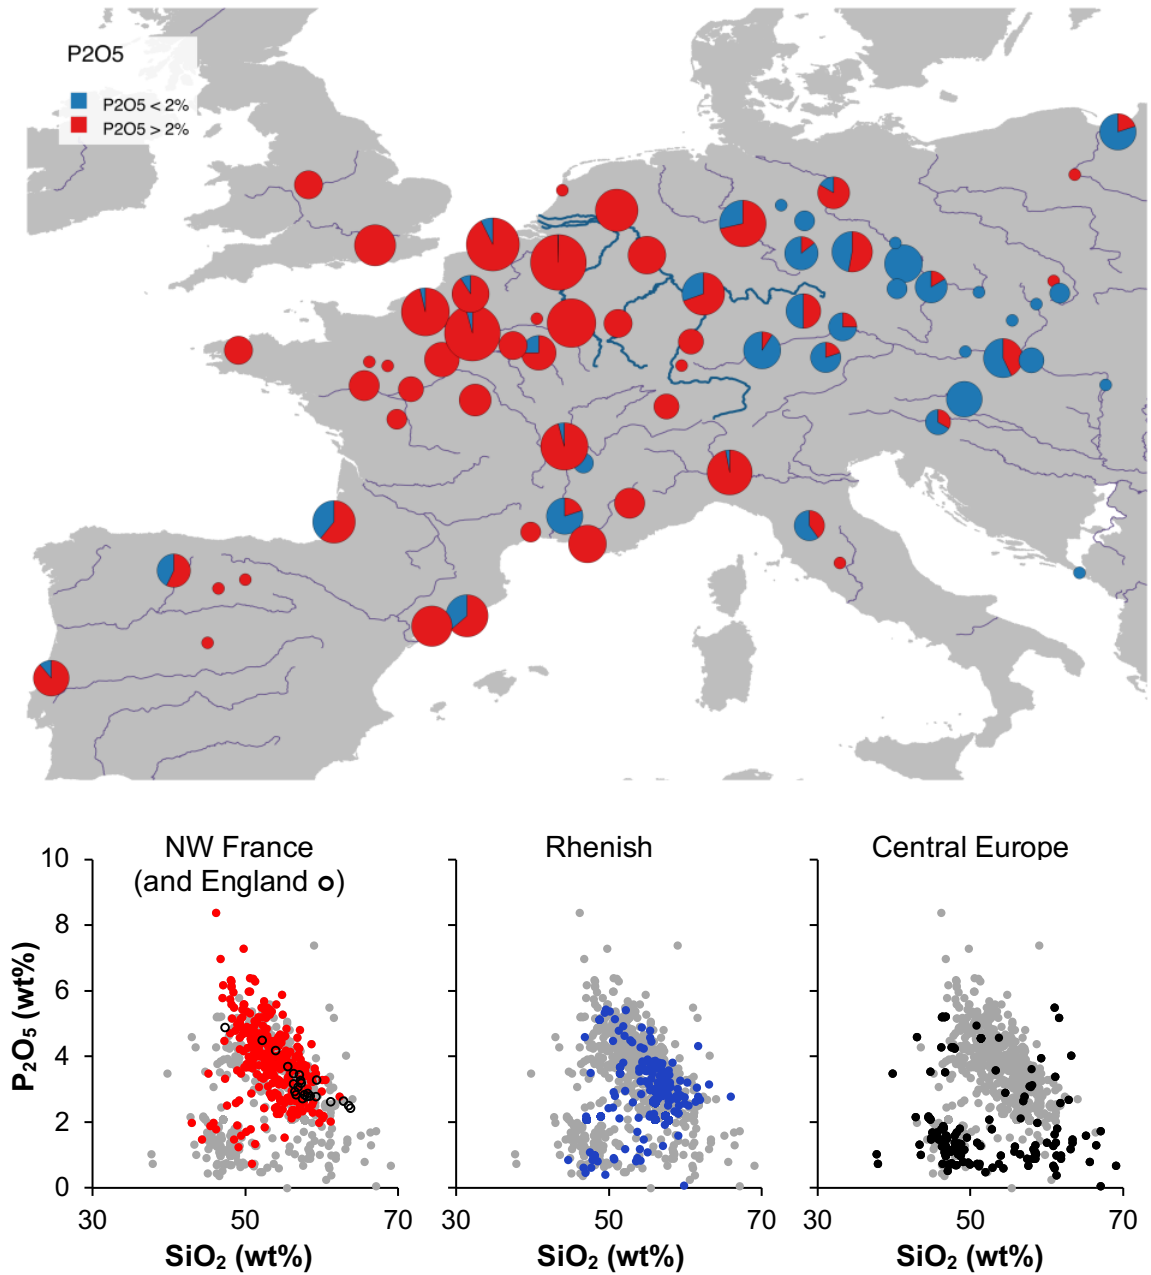 P2O5
P2O5 < 2%
P2O5 > 2%
NW France
(and England o)
Rhenish
Central Europe
P₂O₅ (wt%)
10
8
6
4
2
0
30 50 70
30 50 70
30 50 70
SiO₂ (wt%)
SiO₂ (wt%)
SiO₂ (wt%)